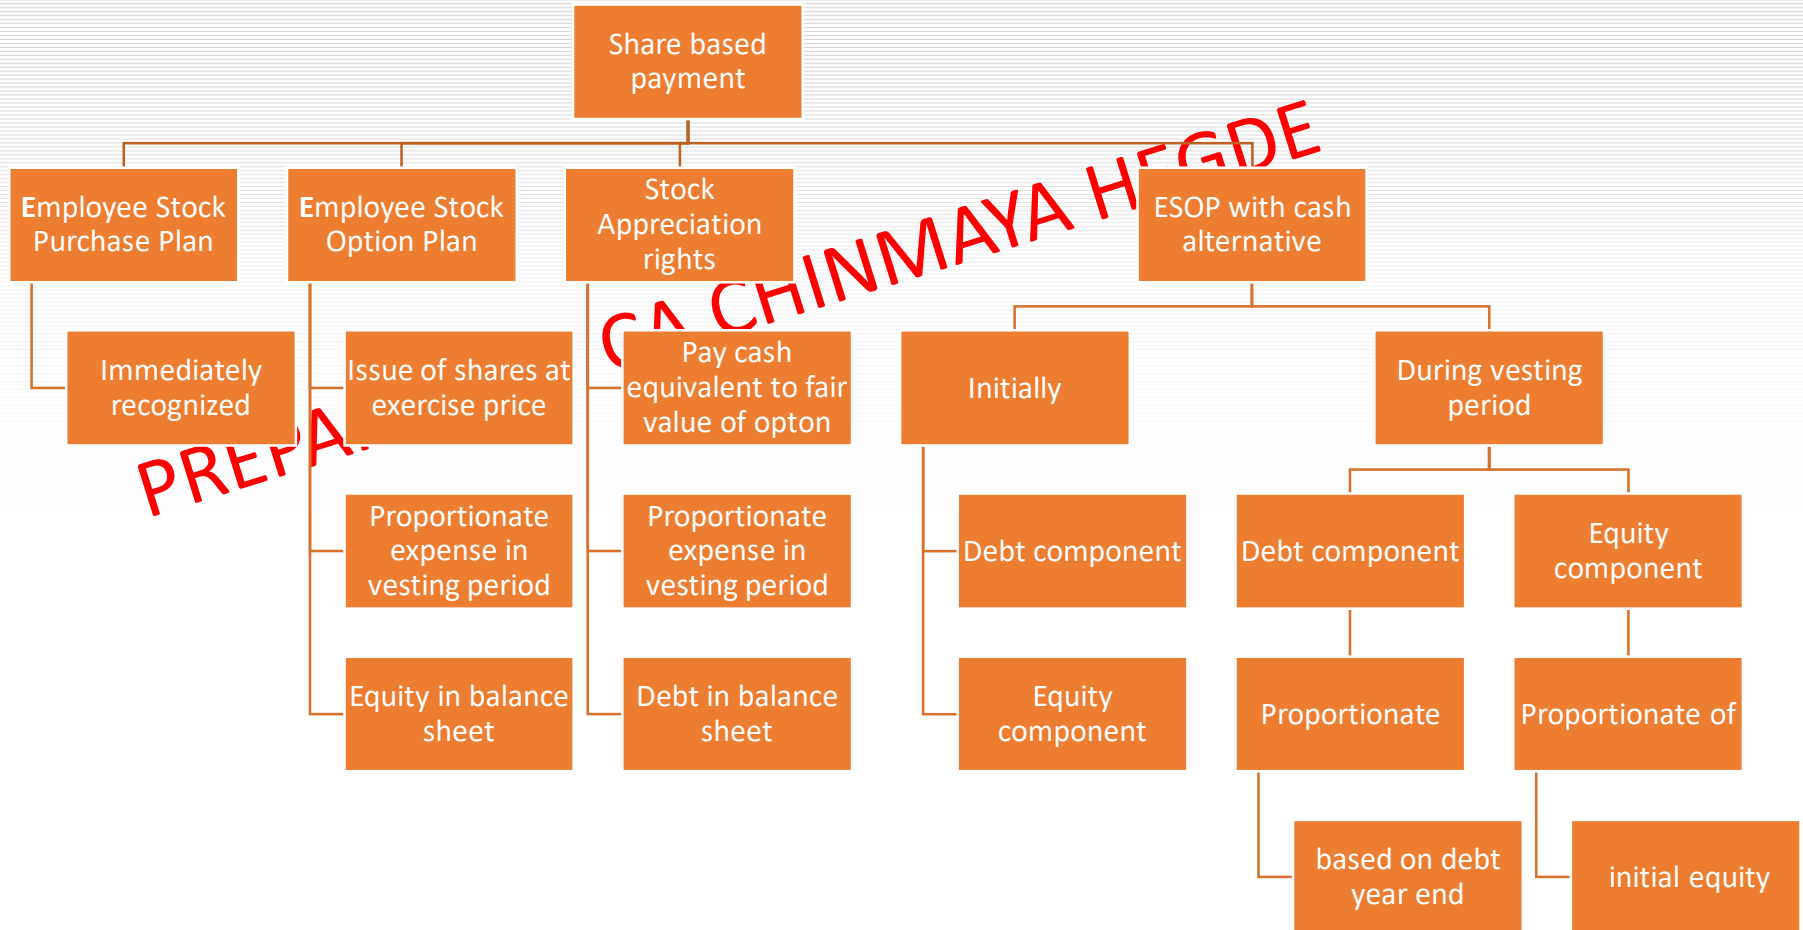 Share based
payment
Employee Stock
Purchase Plan
Immediately
recognized
Employee Stock
Option Plan
Issue of shares at
exercise price
Proportionate
expense in
vesting period
Equity in balance
sheet
Stock
Appreciation
rights
Pay cash
equivalent to fair
value of opton
Proportionate
expense in
vesting period
Debt in balance
sheet
ESOP with cash
alternative
Initially
Debt component
Equity
component
During vesting
period
Debt component
Proportionate
based on debt
year end
Equity
component
Proportionate of
initial equity
CA CHINMAYA HEGDE